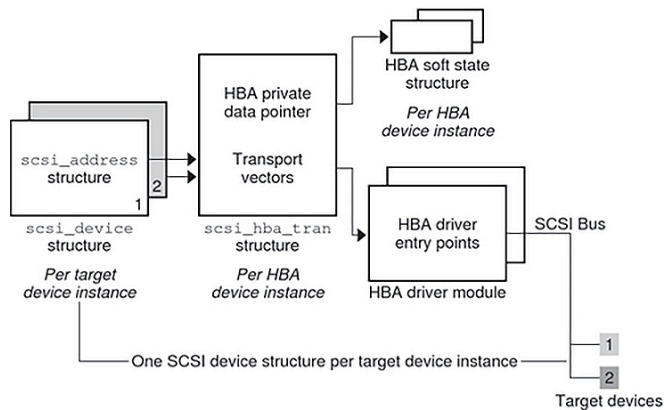 HBA private
data pointer
Transport
vectors
HBA soft state
structure
Per HBA
device instance
scsi_address
structure
1
2
scsi_device
structure
Per target
device instance
scsi_hba_tran
structure
Per HBA
device instance
HBA driver
entry points
HBA driver module
SCSI Bus
One SCSI device structure per target device instance
1
2
Target devices